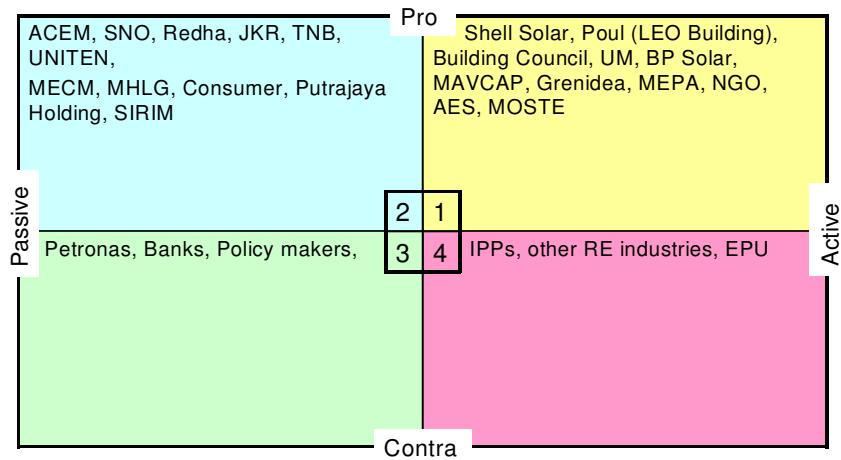 Pro
ACEM, SNO, Redha, JKR, TNB,
UNITEN,
MECM, MHLG, Consumer, Putrajaya
Holding, SIRIM
Shell Solar, Poul (LEO Building),
Building Council, UM, BP Solar,
MAVCAP, Grenidea, MEPA, NGO,
AES, MOSTE
Passive
2 1
Active
3 4
Petronas, Banks, Policy makers,
IPPs, other RE industries, EPU
Contra